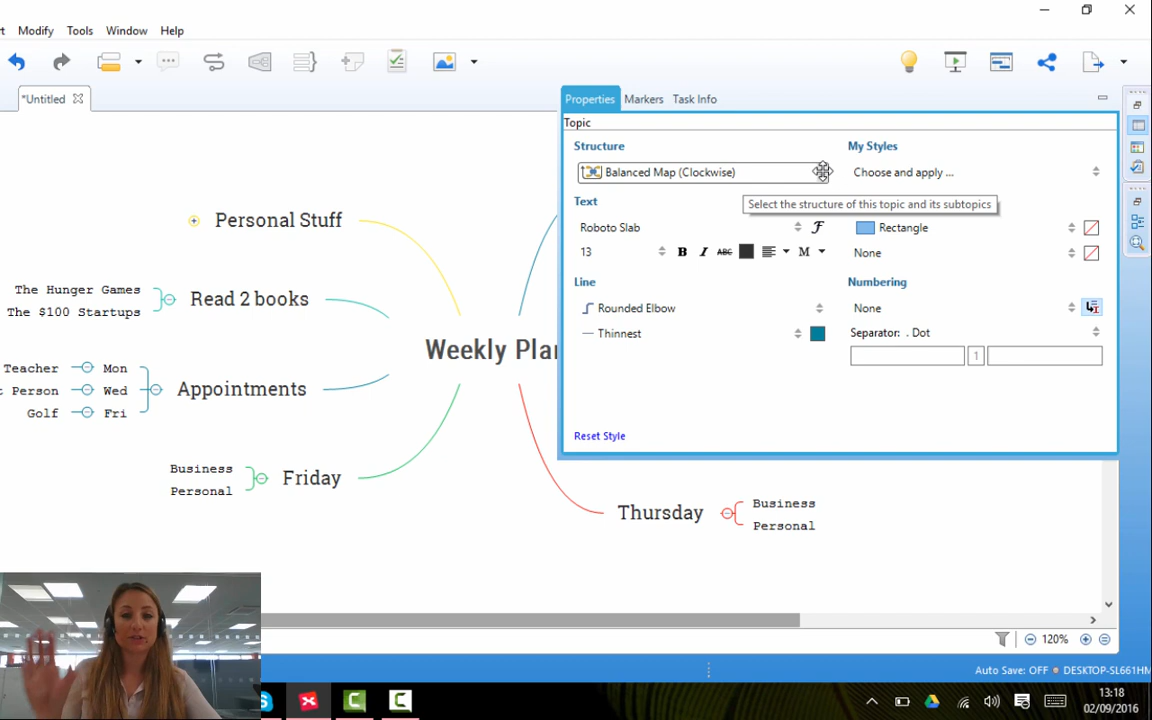 Modify Tools Window Help
*Untitled
Properties Markers Task Info
Topic
Structure
Balanced Map (Clockwise)
My Styles
Choose and apply ...
Select the structure of this topic and its subtopics
Text
Roboto Slab
Rectangle
13
B I ABC M
None
Line
Numbering
Rounded Elbow
None
Thinnest
Separator: . Dot
1
Reset Style
Personal Stuff
The Hunger Games
The $100 Startups
Read 2 books
Weekly Plan
Teacher
Mon
Person
Wed
Golf
Fri
Appointments
Business
Personal
Friday
Thursday
Business
Personal
120%
Auto Save: OFF DESKTOP-SL661HM
13:18
02/09/2016